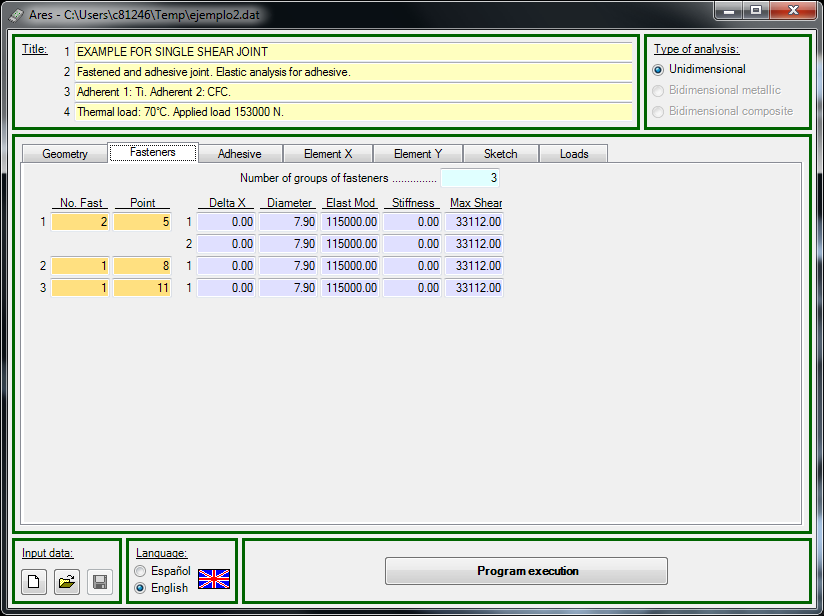 Ares - C:\Users\c81246\Temp\ejemplo2.dat
Title:
1 EXAMPLE FOR SINGLE SHEAR JOINT
2 Fastened and adhesive joint. Elastic analysis for adhesive.
3 Adherent 1: Ti. Adherent 2: CFC.
4 Thermal load: 70°C. Applied load 153000 N.
Type of analysis:
Unidimensional
Bidimensional metallic
Bidimensional composite
Geometry Fasteners Adhesive Element X Element Y Sketch Loads
Number of groups of fasteners .............. 3
No. Fast Point Delta X Diameter Elast Mod Stiffness Max Shear
1 2 5 1 0.00 7.90 115000.00 0.00 33112.00
2 0.00 7.90 115000.00 0.00 33112.00
2 1 8 1 0.00 7.90 115000.00 0.00 33112.00
3 1 11 1 0.00 7.90 115000.00 0.00 33112.00
Input data:
Language:
Español
English
Program execution